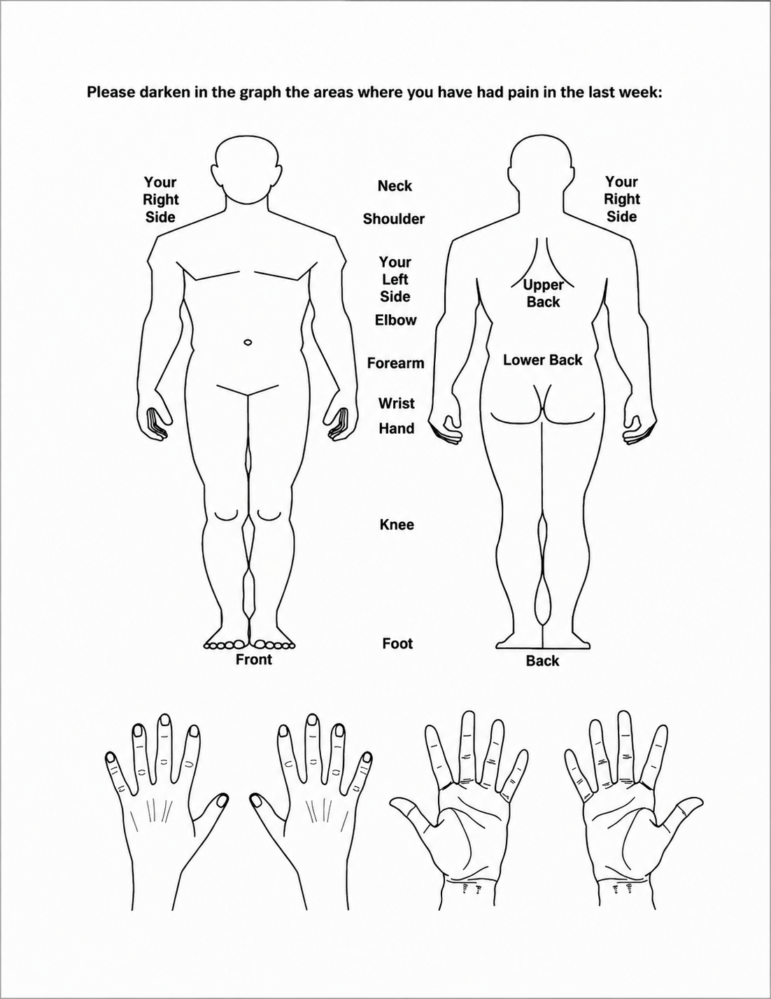 Please darken in the graph the areas where you have had pain in the last week:
Your
Right
Side
Neck
Shoulder
Your
Left
Side
Elbow
Forearm
Wrist
Hand
Knee
Foot
Your
Right
Side
Upper
Back
Lower Back
Front
Back